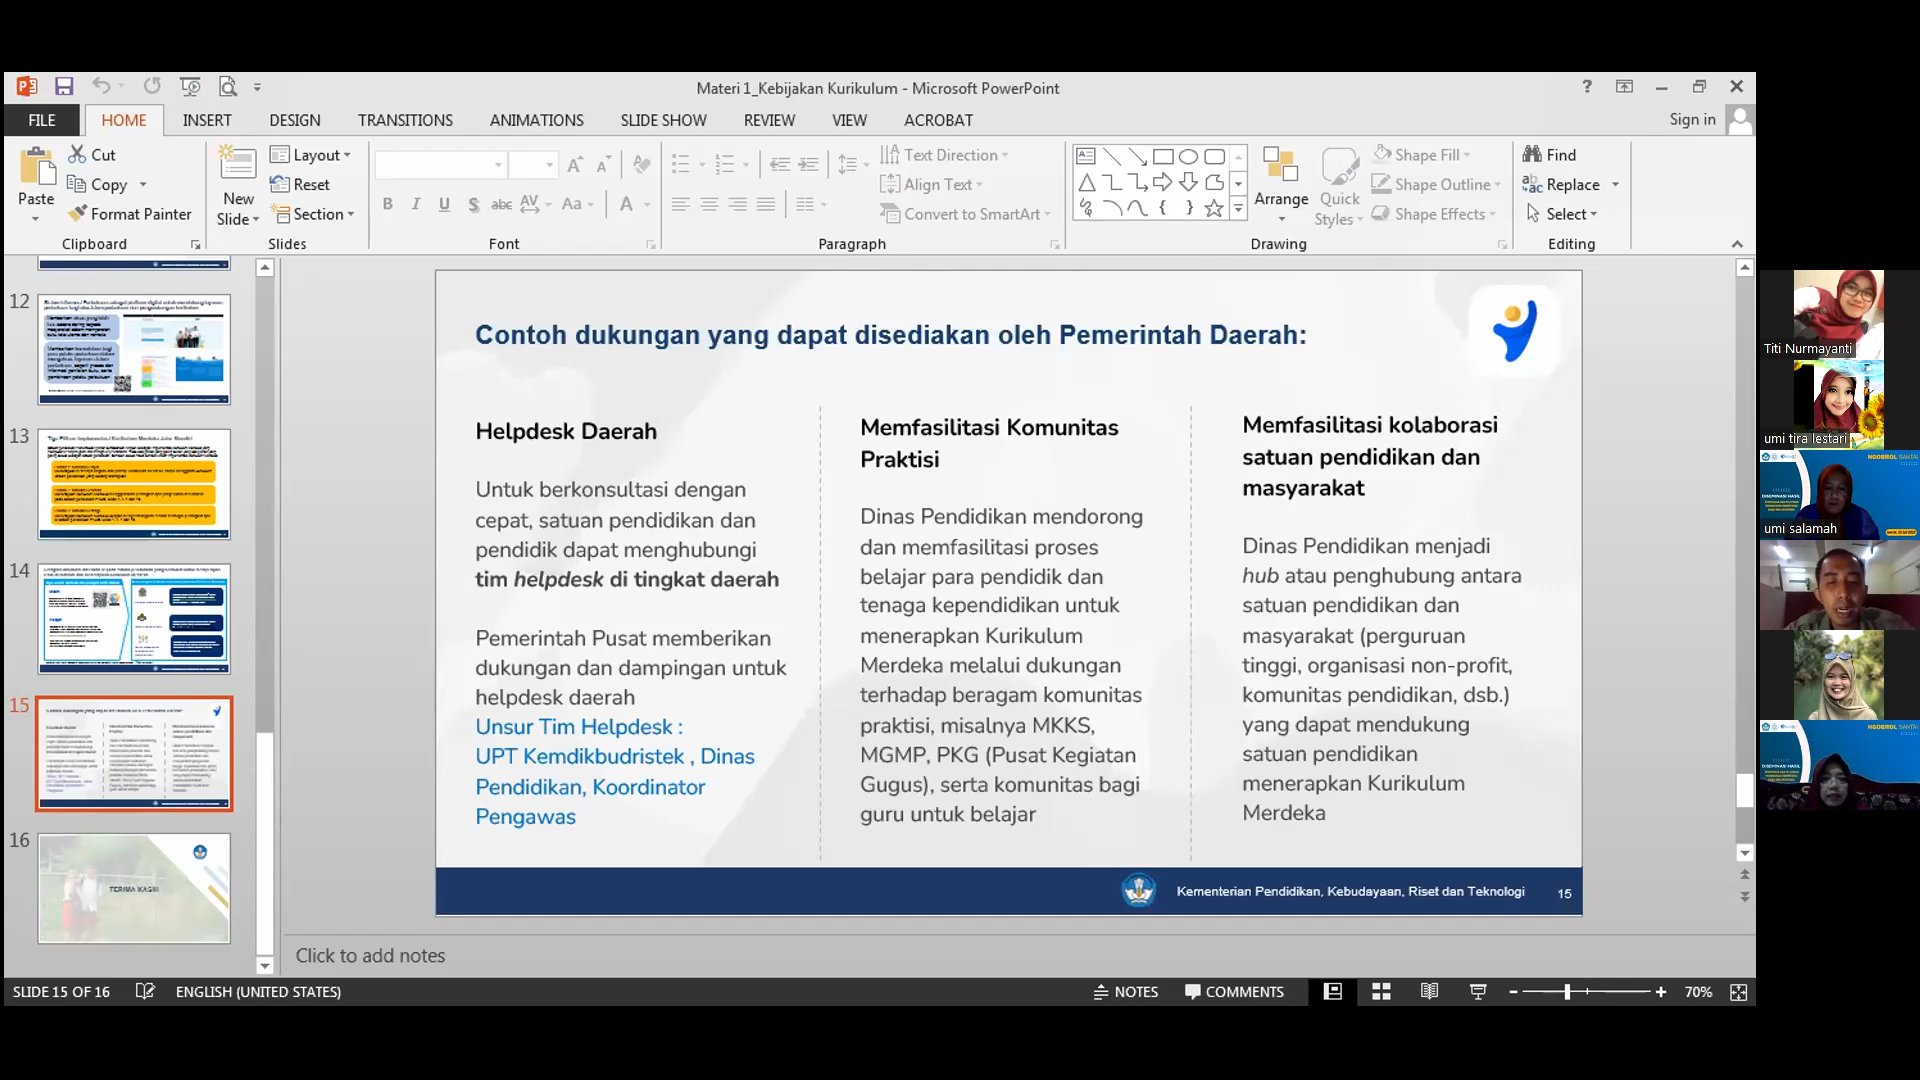 Materi 1_Kebijakan Kurikulum - Microsoft PowerPoint
FILE HOME INSERT DESIGN TRANSITIONS ANIMATIONS SLIDE SHOW REVIEW VIEW ACROBAT Sign in
Paste
Cut
Copy
Format Painter
Clipboard
New
Slide
Layout
Reset
Section
Slides
Font
Text Direction
Align Text
Convert to SmartArt
Paragraph
Arrange
Quick
Styles
Shape Fill
Shape Outline
Shape Effects
Drawing
Find
Replace
Select
Editing
12
13
14
15
16
TERIMA KASIH
Contoh dukungan yang dapat disediakan oleh Pemerintah Daerah:
Helpdesk Daerah
Untuk berkonsultasi dengan
cepat, satuan pendidikan dan
pendidik dapat menghubungi
tim helpdesk di tingkat daerah
Pemerintah Pusat memberikan
dukungan dan dampingan untuk
helpdesk daerah
Unsur Tim Helpdesk :
UPT Kemdikbudristek , Dinas
Pendidikan, Koordinator
Pengawas
Memfasilitasi Komunitas
Praktisi
Dinas Pendidikan mendorong
dan memfasilitasi proses
belajar para pendidik dan
tenaga kependidikan untuk
menerapkan Kurikulum
Merdeka melalui dukungan
terhadap beragam komunitas
praktisi, misalnya MKKS,
MGMP, PKG (Pusat Kegiatan
Gugus), serta komunitas bagi
guru untuk belajar
Memfasilitasi kolaborasi
satuan pendidikan dan
masyarakat
Dinas Pendidikan menjadi
hub atau penghubung antara
satuan pendidikan dan
masyarakat (perguruan
tinggi, organisasi non-profit,
komunitas pendidikan, dsb.)
yang dapat mendukung
satuan pendidikan
menerapkan Kurikulum
Merdeka
Kementerian Pendidikan, Kebudayaan, Riset dan Teknologi 15
Click to add notes
SLIDE 15 OF 16 ENGLISH (UNITED STATES) NOTES COMMENTS 70%
Titi Nurmayanti
umi tira lestari
NGOBROL SANTAI
DISEMINASI HASIL
umi salamah
NGOBROL SANTAI
DISEMINASI HASIL